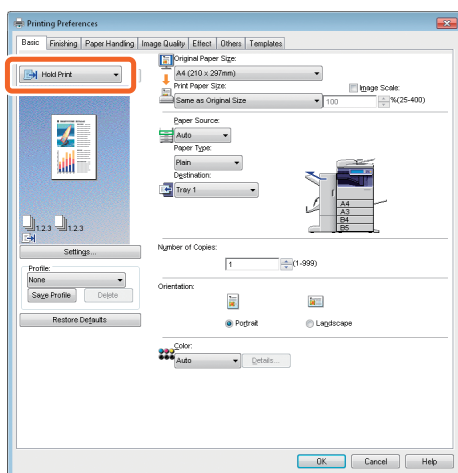 Printing Preferences
Basic Finishing Paper Handling Image Quality Effect Others Templates
Hold Print
Original Paper Size:
A4 (210 x 297mm)
Print Paper Size:
Image Scale:
Same as Original Size
100
%(25-400)
Paper Source:
Auto
Paper Type:
Plain
Destination:
Tray 1
A4
A3
B4
B5
1.2.3 1.2.3
Settings...
Profile:
None
Save Profile Delete
Restore Defaults
Number of Copies:
1
(1-999)
Orientation:
Portrait Landscape
Color:
Auto Details...
OK Cancel Help